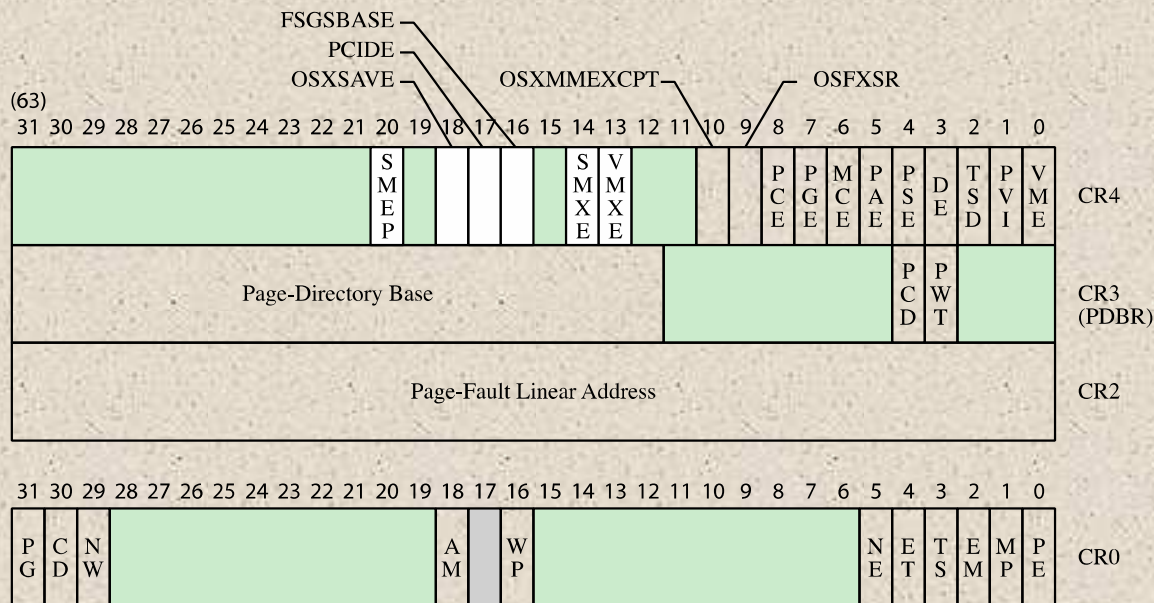 FSGSBASE
PCIDE
OSXSAVE OSXMMEXCPT OSFXSR
(63)
31 30 29 28 27 26 25 24 23 22 21 20 19 18 17 16 15 14 13 12 11 10 9 8 7 6 5 4 3 2 1 0
SMEP SMXE VMXE PCE PGE MCE PAE PSE DE TSD PVI VME CR4
Page-Directory Base PCD PWT CR3
(PDBR)
Page-Fault Linear Address CR2
31 30 29 28 27 26 25 24 23 22 21 20 19 18 17 16 15 14 13 12 11 10 9 8 7 6 5 4 3 2 1 0
PG CD NW AM WP NE ET TS EM MP PE CR0